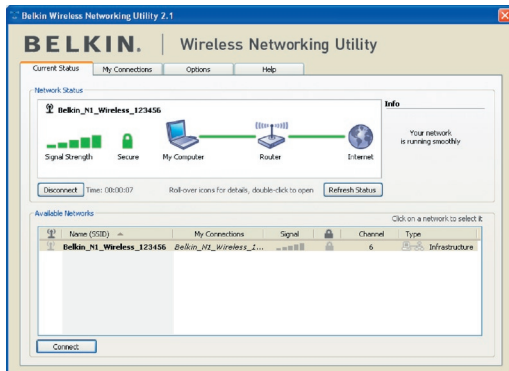 Belkin Wireless Networking Utility 2.1
BELKIN. Wireless Networking Utility
Current Status My Connections Options Help
Network Status
Belkin_N1_Wireless_123456
Signal Strength Secure My Computer Router Internet
Info
Your network
is running smoothly
Disconnect Time: 00:00:07 Roll-over icons for details, double-click to open Refresh Status
Available Networks
Click on a network to select it
Name (SSID) My Connections Signal Channel Type
Belkin_N1_Wireless_123456 Belkin_N1_Wireless_1... 6 Infrastructure
Connect